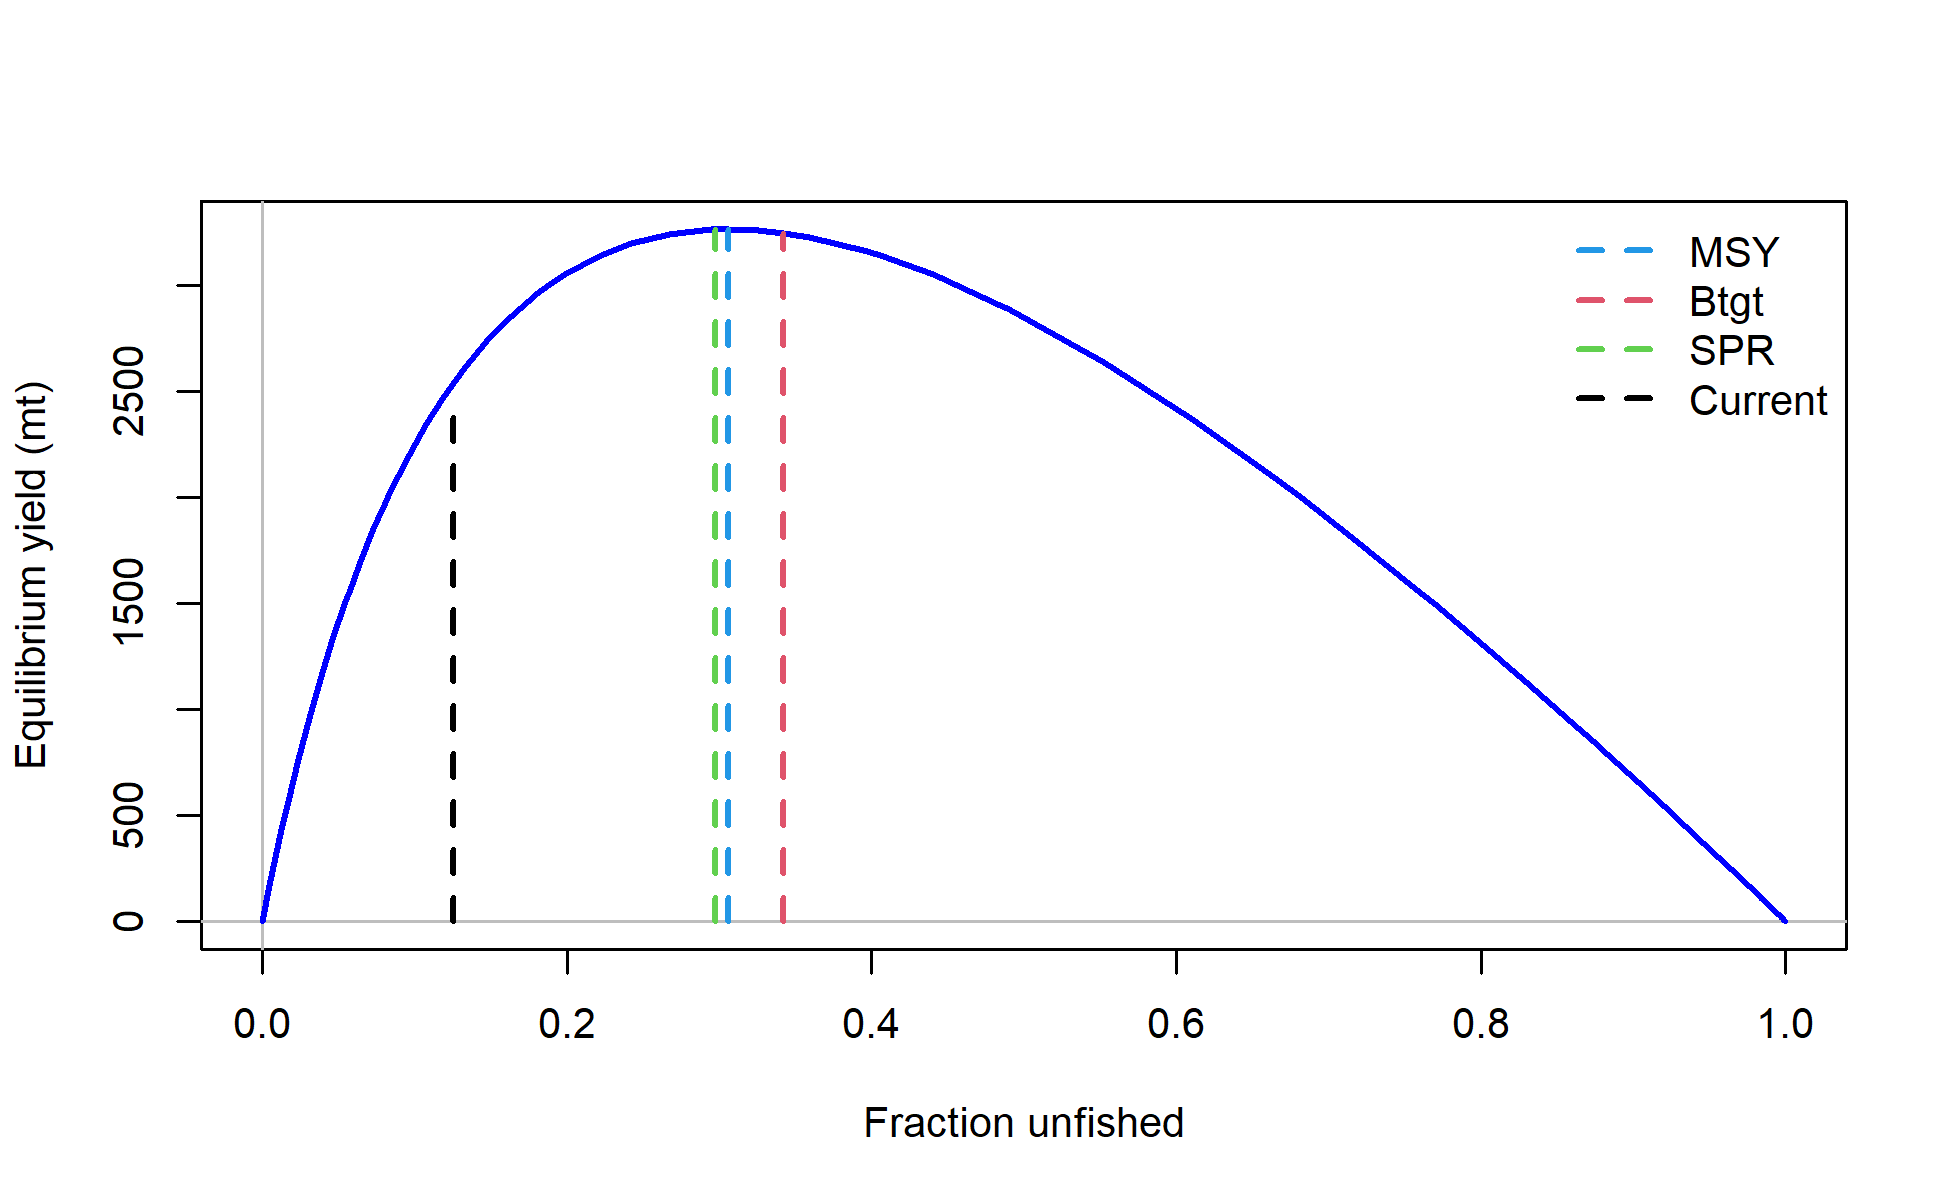 MSY
Btgt
SPR
Current
Equilibrium yield (mt)
2500
1500
500
0
0.0 0.2 0.4 0.6 0.8 1.0
Fraction unfished